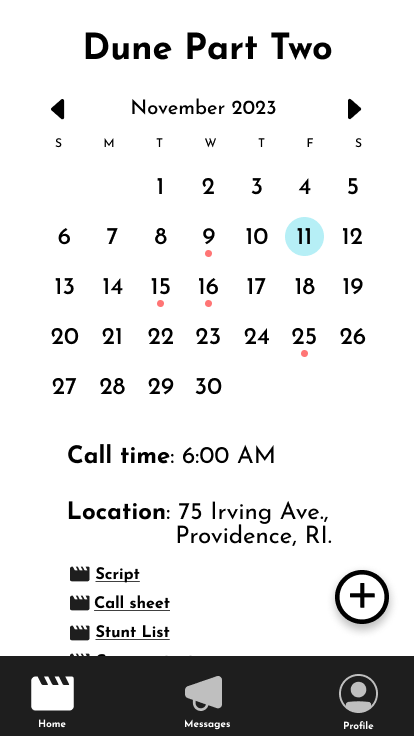 Dune Part Two
November 2023
S M T W T F S
1 2 3 4 5
6 7 8 9 10 11 12
13 14 15 16 17 18 19
20 21 22 23 24 25 26
27 28 29 30
Call time: 6:00 AM
Location: 75 Irving Ave.,
Providence, RI.
Script
Call sheet
Stunt List
Home Messages Profile